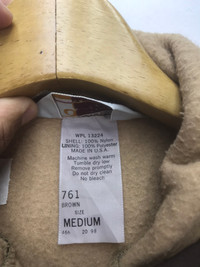 WPL 13224
SHELL: 100% Nylon
LINING: 100% Polyester
MADE IN U.S.A.
Machine wash warm
Tumble dry low
Remove promptly
Do not dry clean
No bleach
761
BROWN
SIZE
MEDIUM